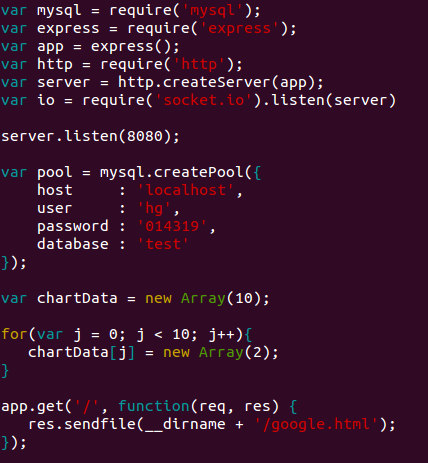 var mysql = require('mysql');
var express = require('express');
var app = express();
var http = require('http');
var server = http.createServer(app);
var io = require('socket.io').listen(server)

server.listen(8080);

var pool = mysql.createPool({
    host     : 'localhost',
    user     : 'hg',
    password : '014319',
    database : 'test'
});

var chartData = new Array(10);

for(var j = 0; j < 10; j++){
   chartData[j] = new Array(2);
}

app.get('/', function(req, res) {
   res.sendfile(__dirname + '/google.html');
});